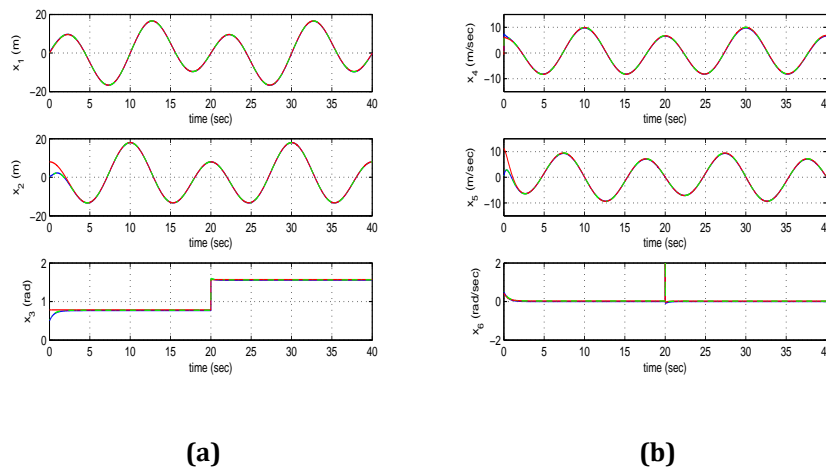 20
0
-20
x1 (m)
0 5 10 15 20 25 30 35 40
time (sec)
20
0
-20
x2 (m)
0 5 10 15 20 25 30 35 40
time (sec)
2
1
0
x3 (rad)
0 5 10 15 20 25 30 35 40
time (sec)
(a)
10
0
-10
x4 (m/sec)
0 5 10 15 20 25 30 35 40
time (sec)
10
0
-10
x5 (m/sec)
0 5 10 15 20 25 30 35 40
time (sec)
2
0
-2
x6 (rad/sec)
0 5 10 15 20 25 30 35 40
time (sec)
(b)